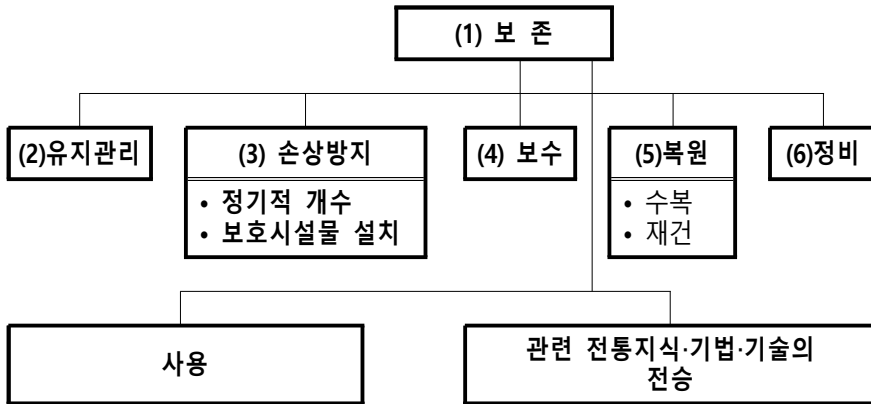 (1) 보 존
(2)유지관리
(3) 손상방지
• 정기적 개수
• 보호시설물 설치
(4) 보수
(5)복원
• 수복
• 재건
(6)정비
사용
관련 전통지식·기법·기술의
전승